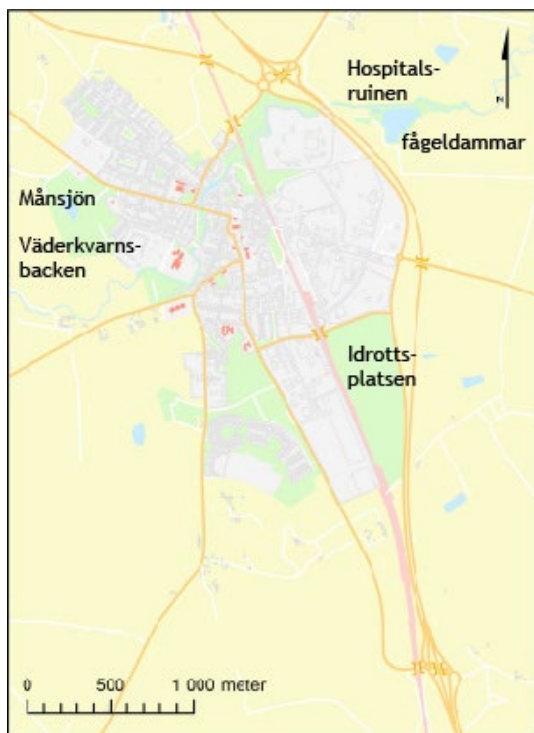 Hospitals-
ruinen
N
fågeldammar
Månsjön
Väderkvarns-
backen
Idrotts-
platsen
0 500 1 000 meter